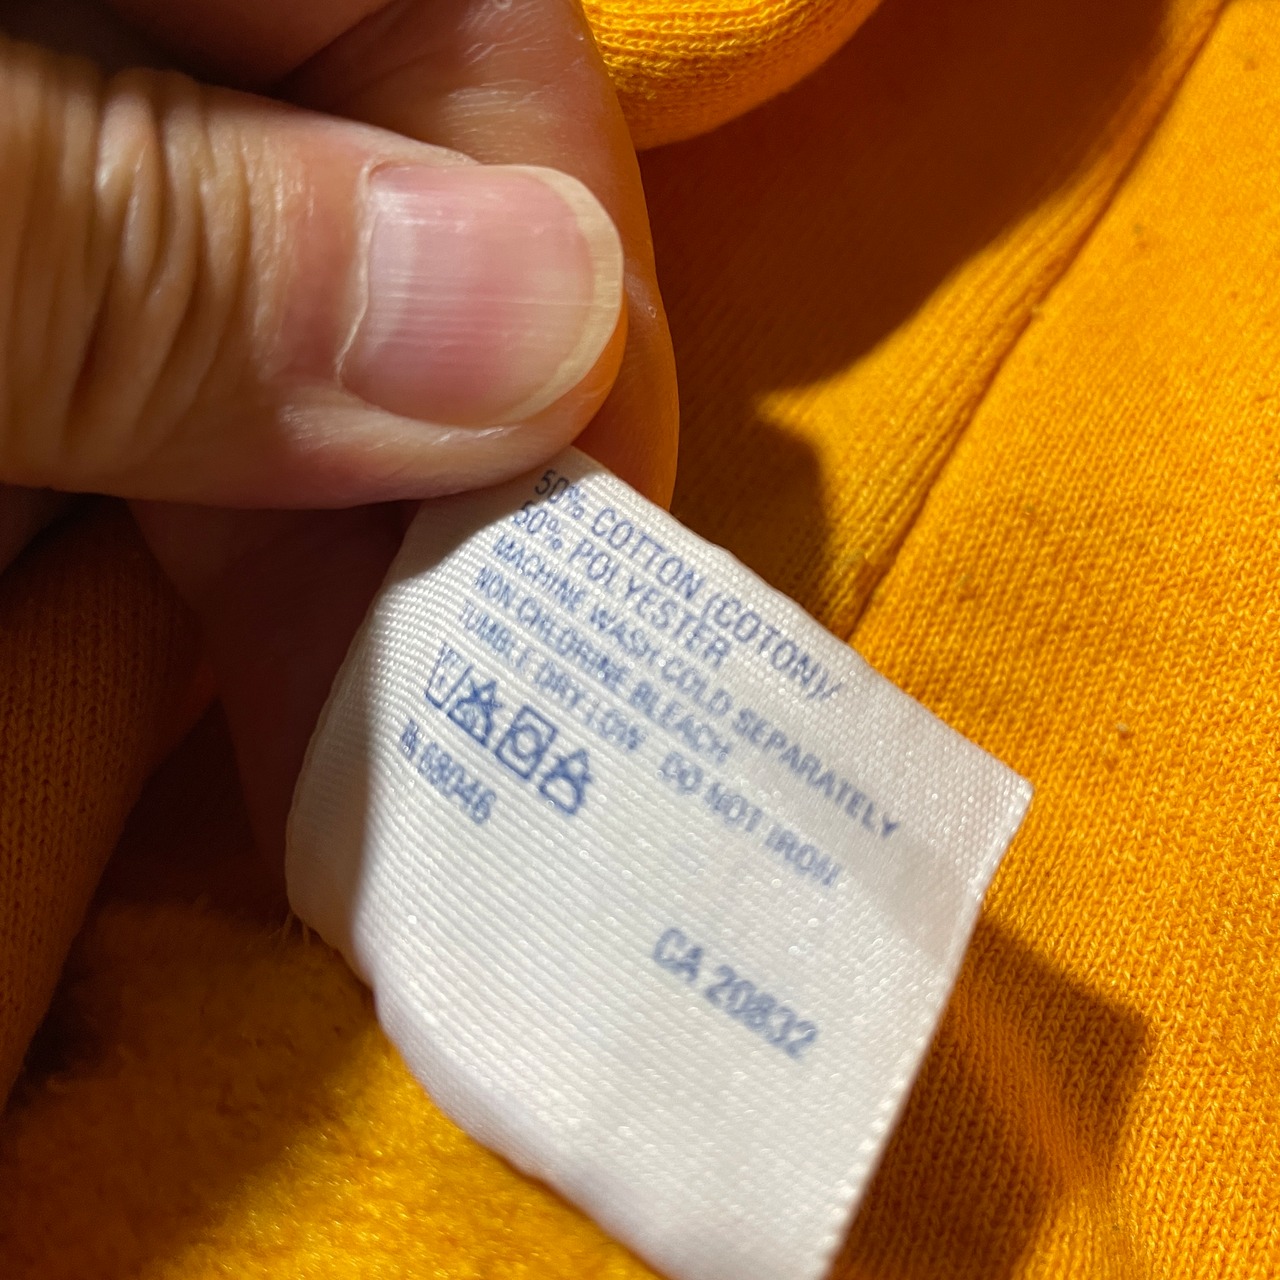 50% COTTON (COTON)/
50% POLYESTER
MACHINE WASH COLD SEPARATELY
NON CHLORINE BLEACH
TUMBLE DRY LOW DO NOT IRON
68046
CA 20832